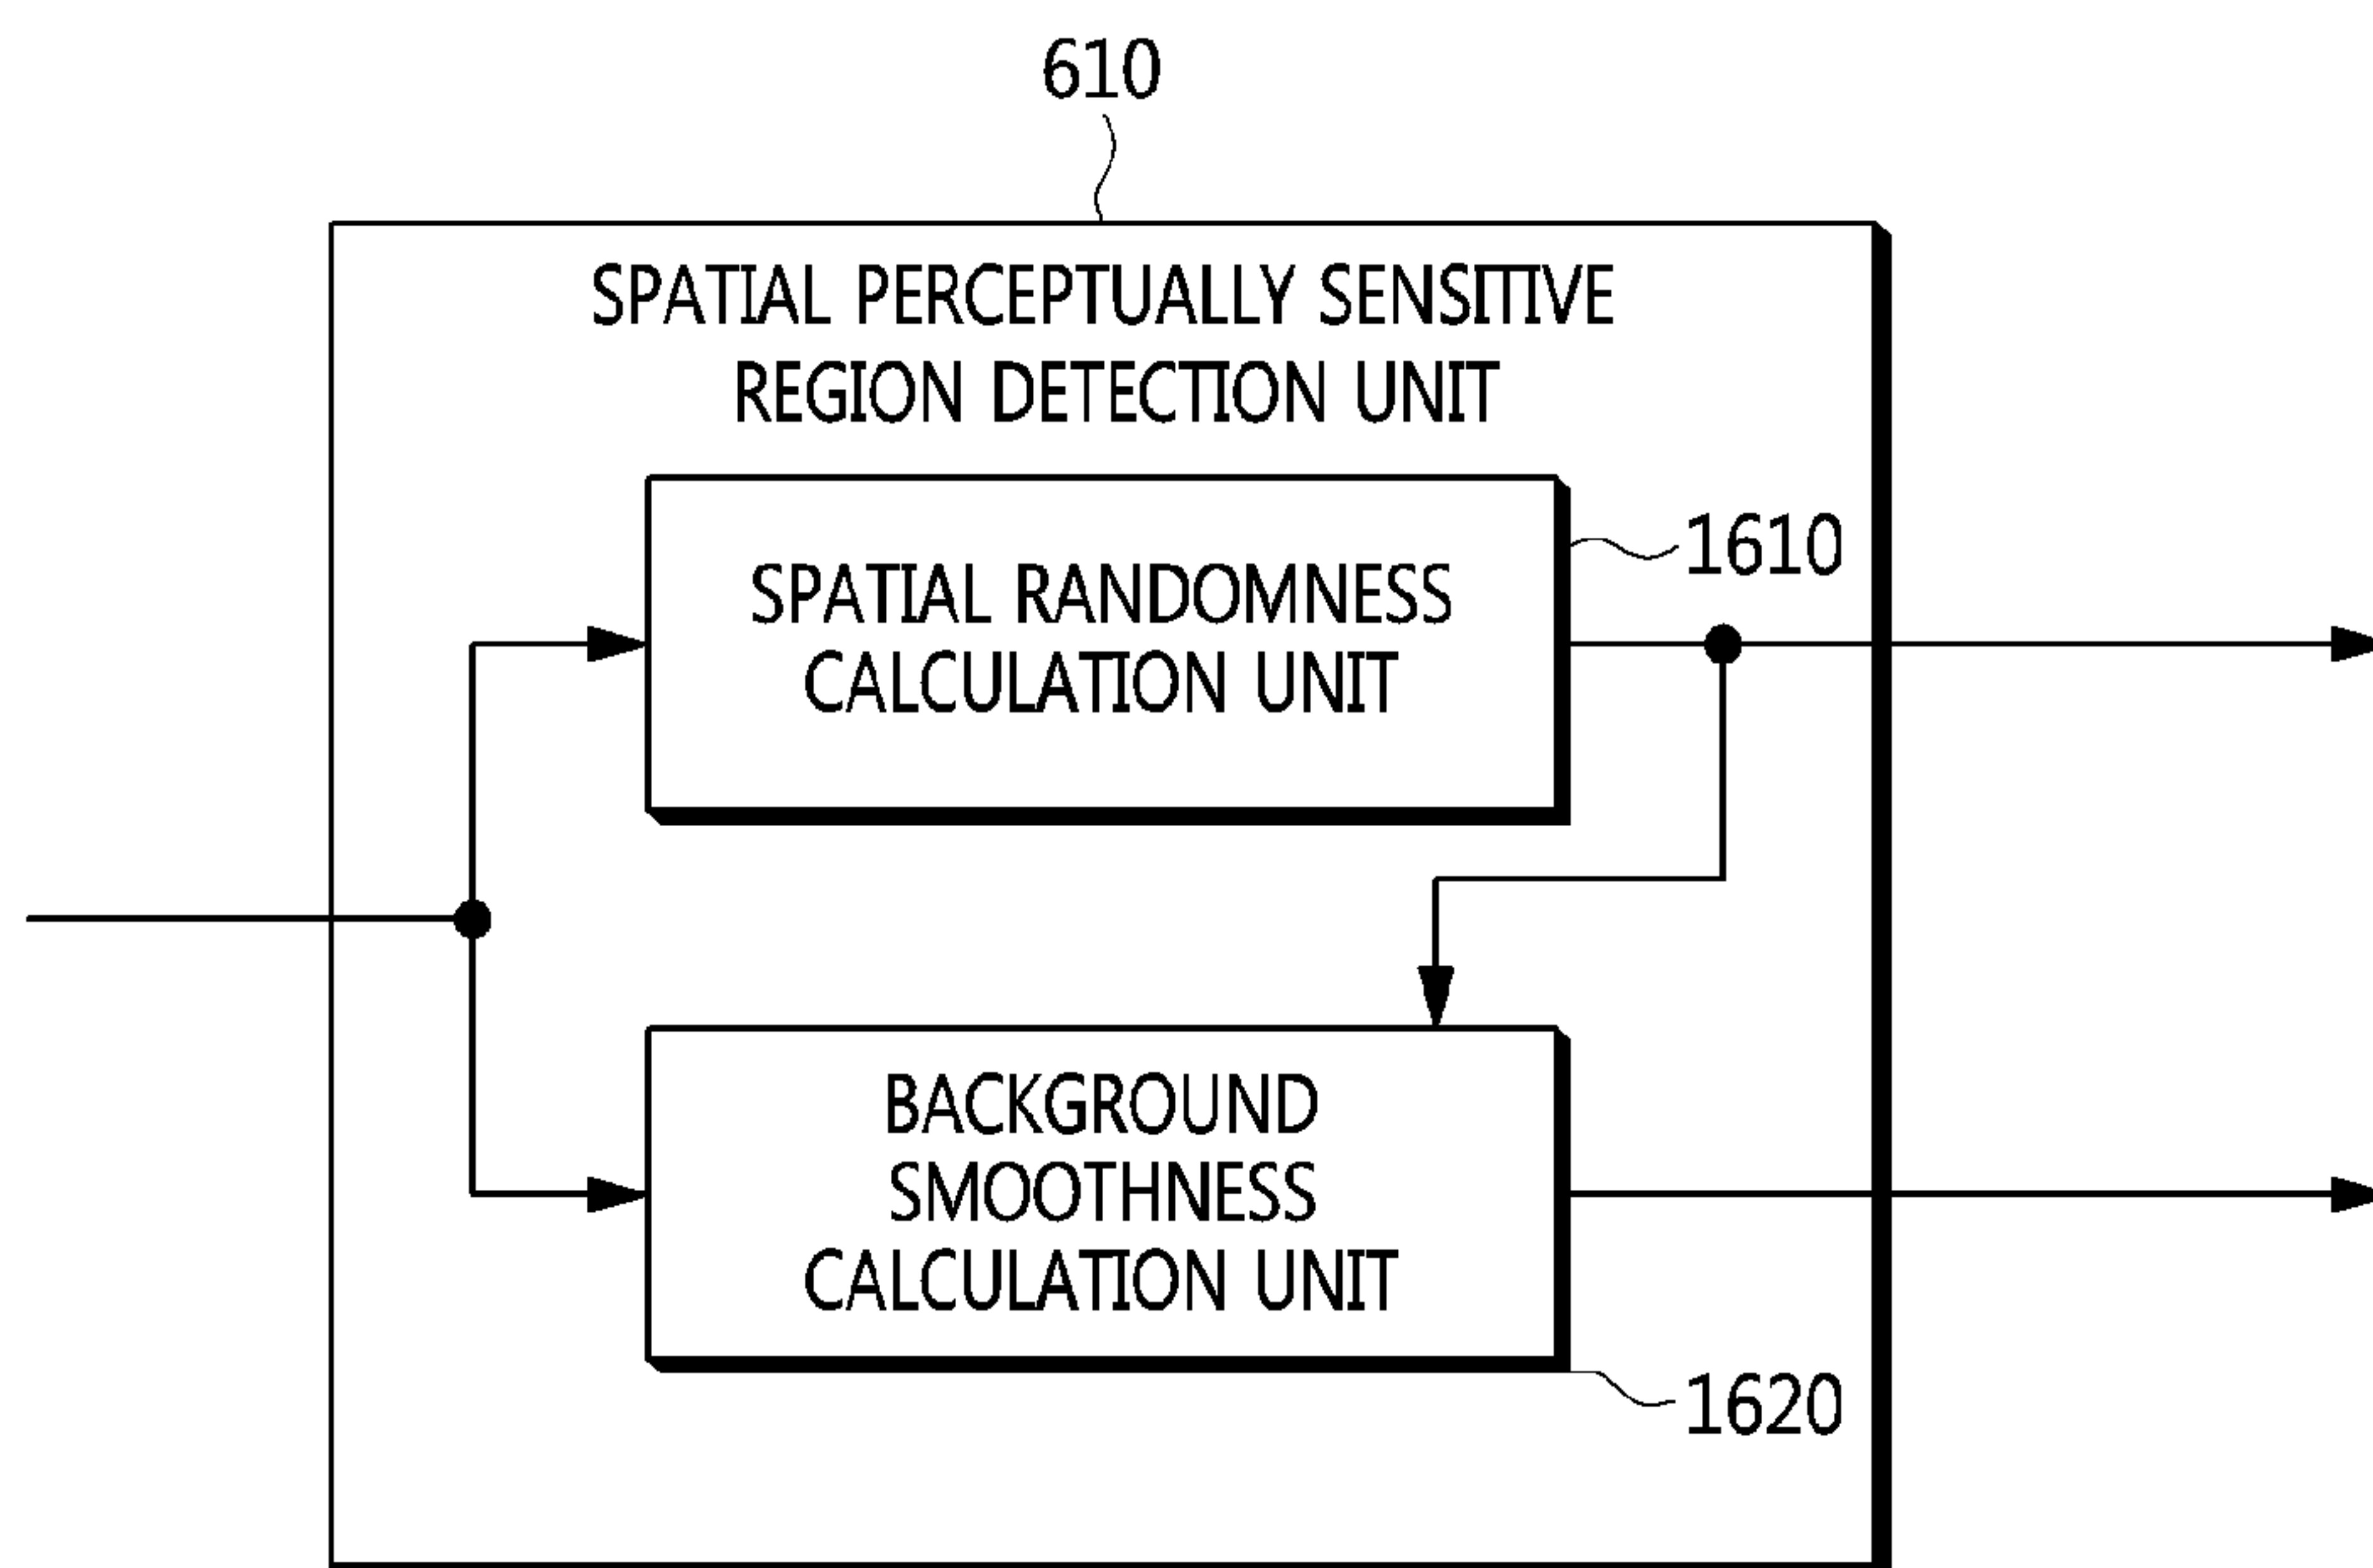 610
SPATIAL PERCEPTUALLY SENSITIVE
REGION DETECTION UNIT
1610
SPATIAL RANDOMNESS
CALCULATION UNIT
BACKGROUND
SMOOTHNESS
CALCULATION UNIT
1620